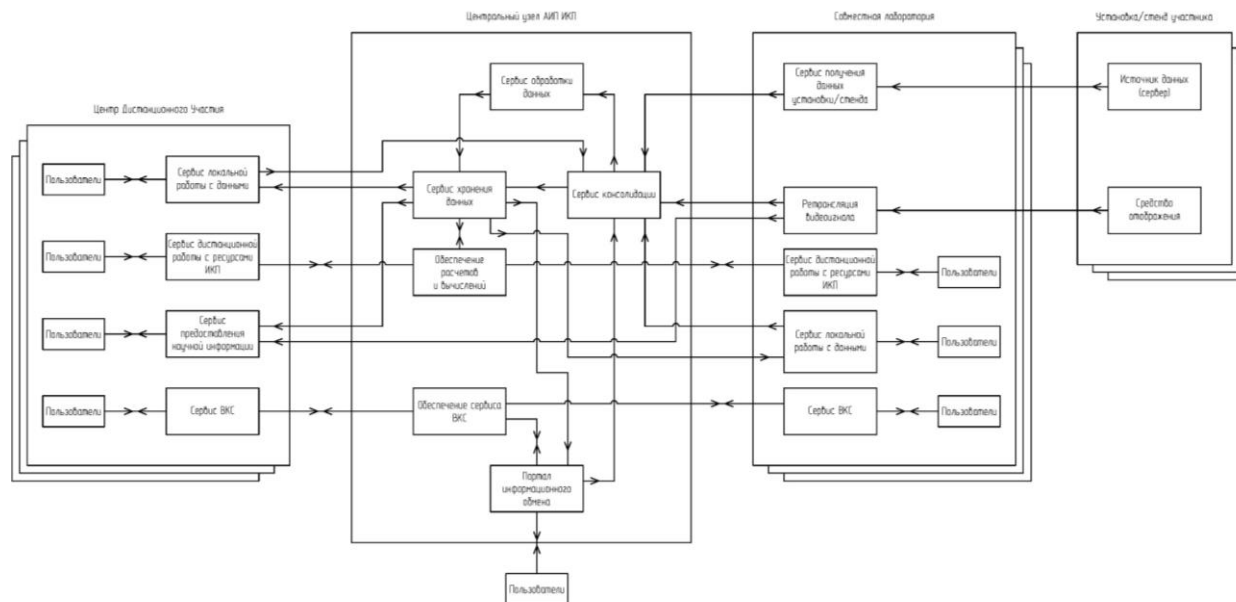 Центральный узел АИП ИКП
Совместная лаборатория
Установка/стенд участника
Центр Дистанционного Участия
Пользователи
Сервис локальной
работы с данными
Пользователи
Сервис дистанционной
работы с ресурсами
ИКП
Пользователи
Сервис
предоставления
научной информации
Пользователи
Сервис ВКС
Сервис обработки
данных
Сервис хранения
данных
Сервис консолидации
Обеспечение
расчетов
и вычислений
Обеспечение сервиса
ВКС
Портал
информационного
обмена
Пользователи
Сервис получения
данных
установки/стенда
Ретрансляция
видеоигнала
Сервис дистанционной
работы с ресурсами
ИКП
Пользователи
Сервис локальной
работы с данными
Пользователи
Сервис ВКС
Пользователи
Источник данных
(сервер)
Средство
отображения